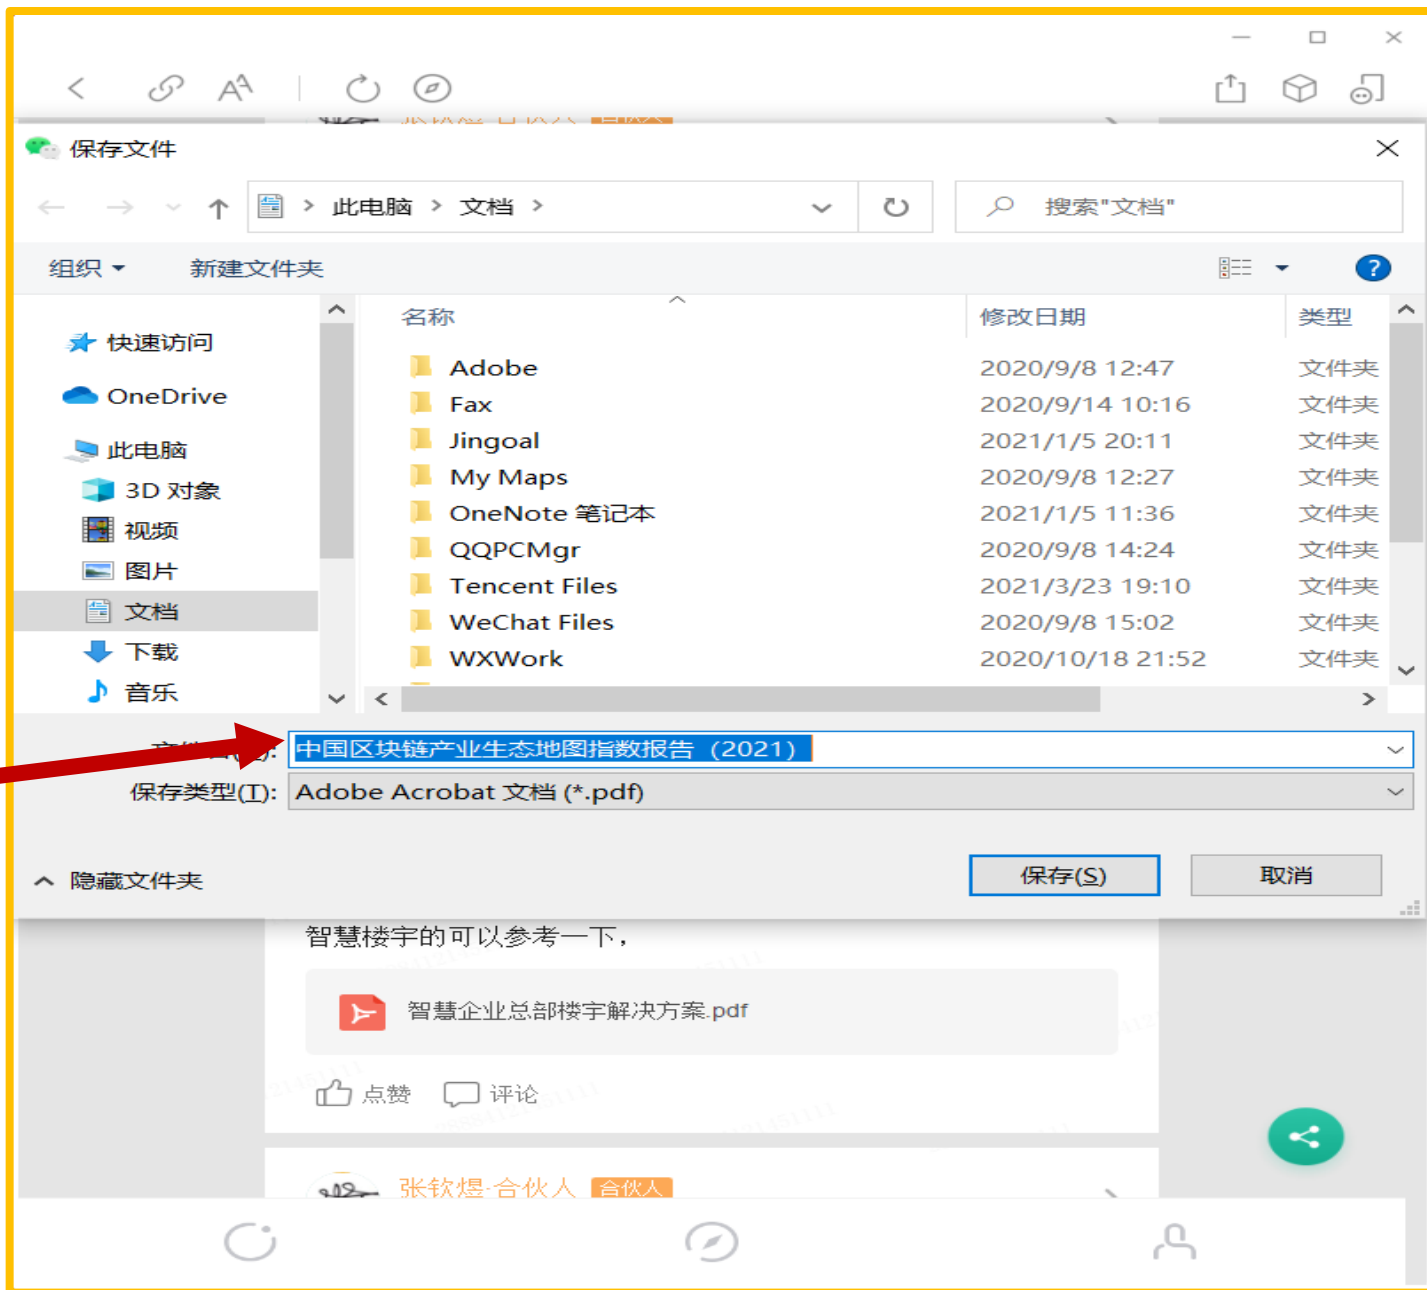 张钦煜·合伙人 合伙人
保存文件
此电脑 > 文档 >
搜索"文档"
组织
新建文件夹
名称 修改日期 类型
快速访问
OneDrive
此电脑
3D 对象
视频
图片
文档
下载
音乐
Adobe 2020/9/8 12:47 文件夹
Fax 2020/9/14 10:16 文件夹
Jingoal 2021/1/5 20:11 文件夹
My Maps 2020/9/8 12:27 文件夹
OneNote 笔记本 2021/1/5 11:36 文件夹
QQPCMgr 2020/9/8 14:24 文件夹
Tencent Files 2021/3/23 19:10 文件夹
WeChat Files 2020/9/8 15:02 文件夹
WXWork 2020/10/18 21:52 文件夹
中国区块链产业生态地图指数报告（2021）
保存类型(T): Adobe Acrobat 文档 (*.pdf)
隐藏文件夹
保存(S)
取消
智慧楼宇的可以参考一下，
智慧企业总部楼宇解决方案.pdf
点赞 评论
张钦煜·合伙人 合伙人